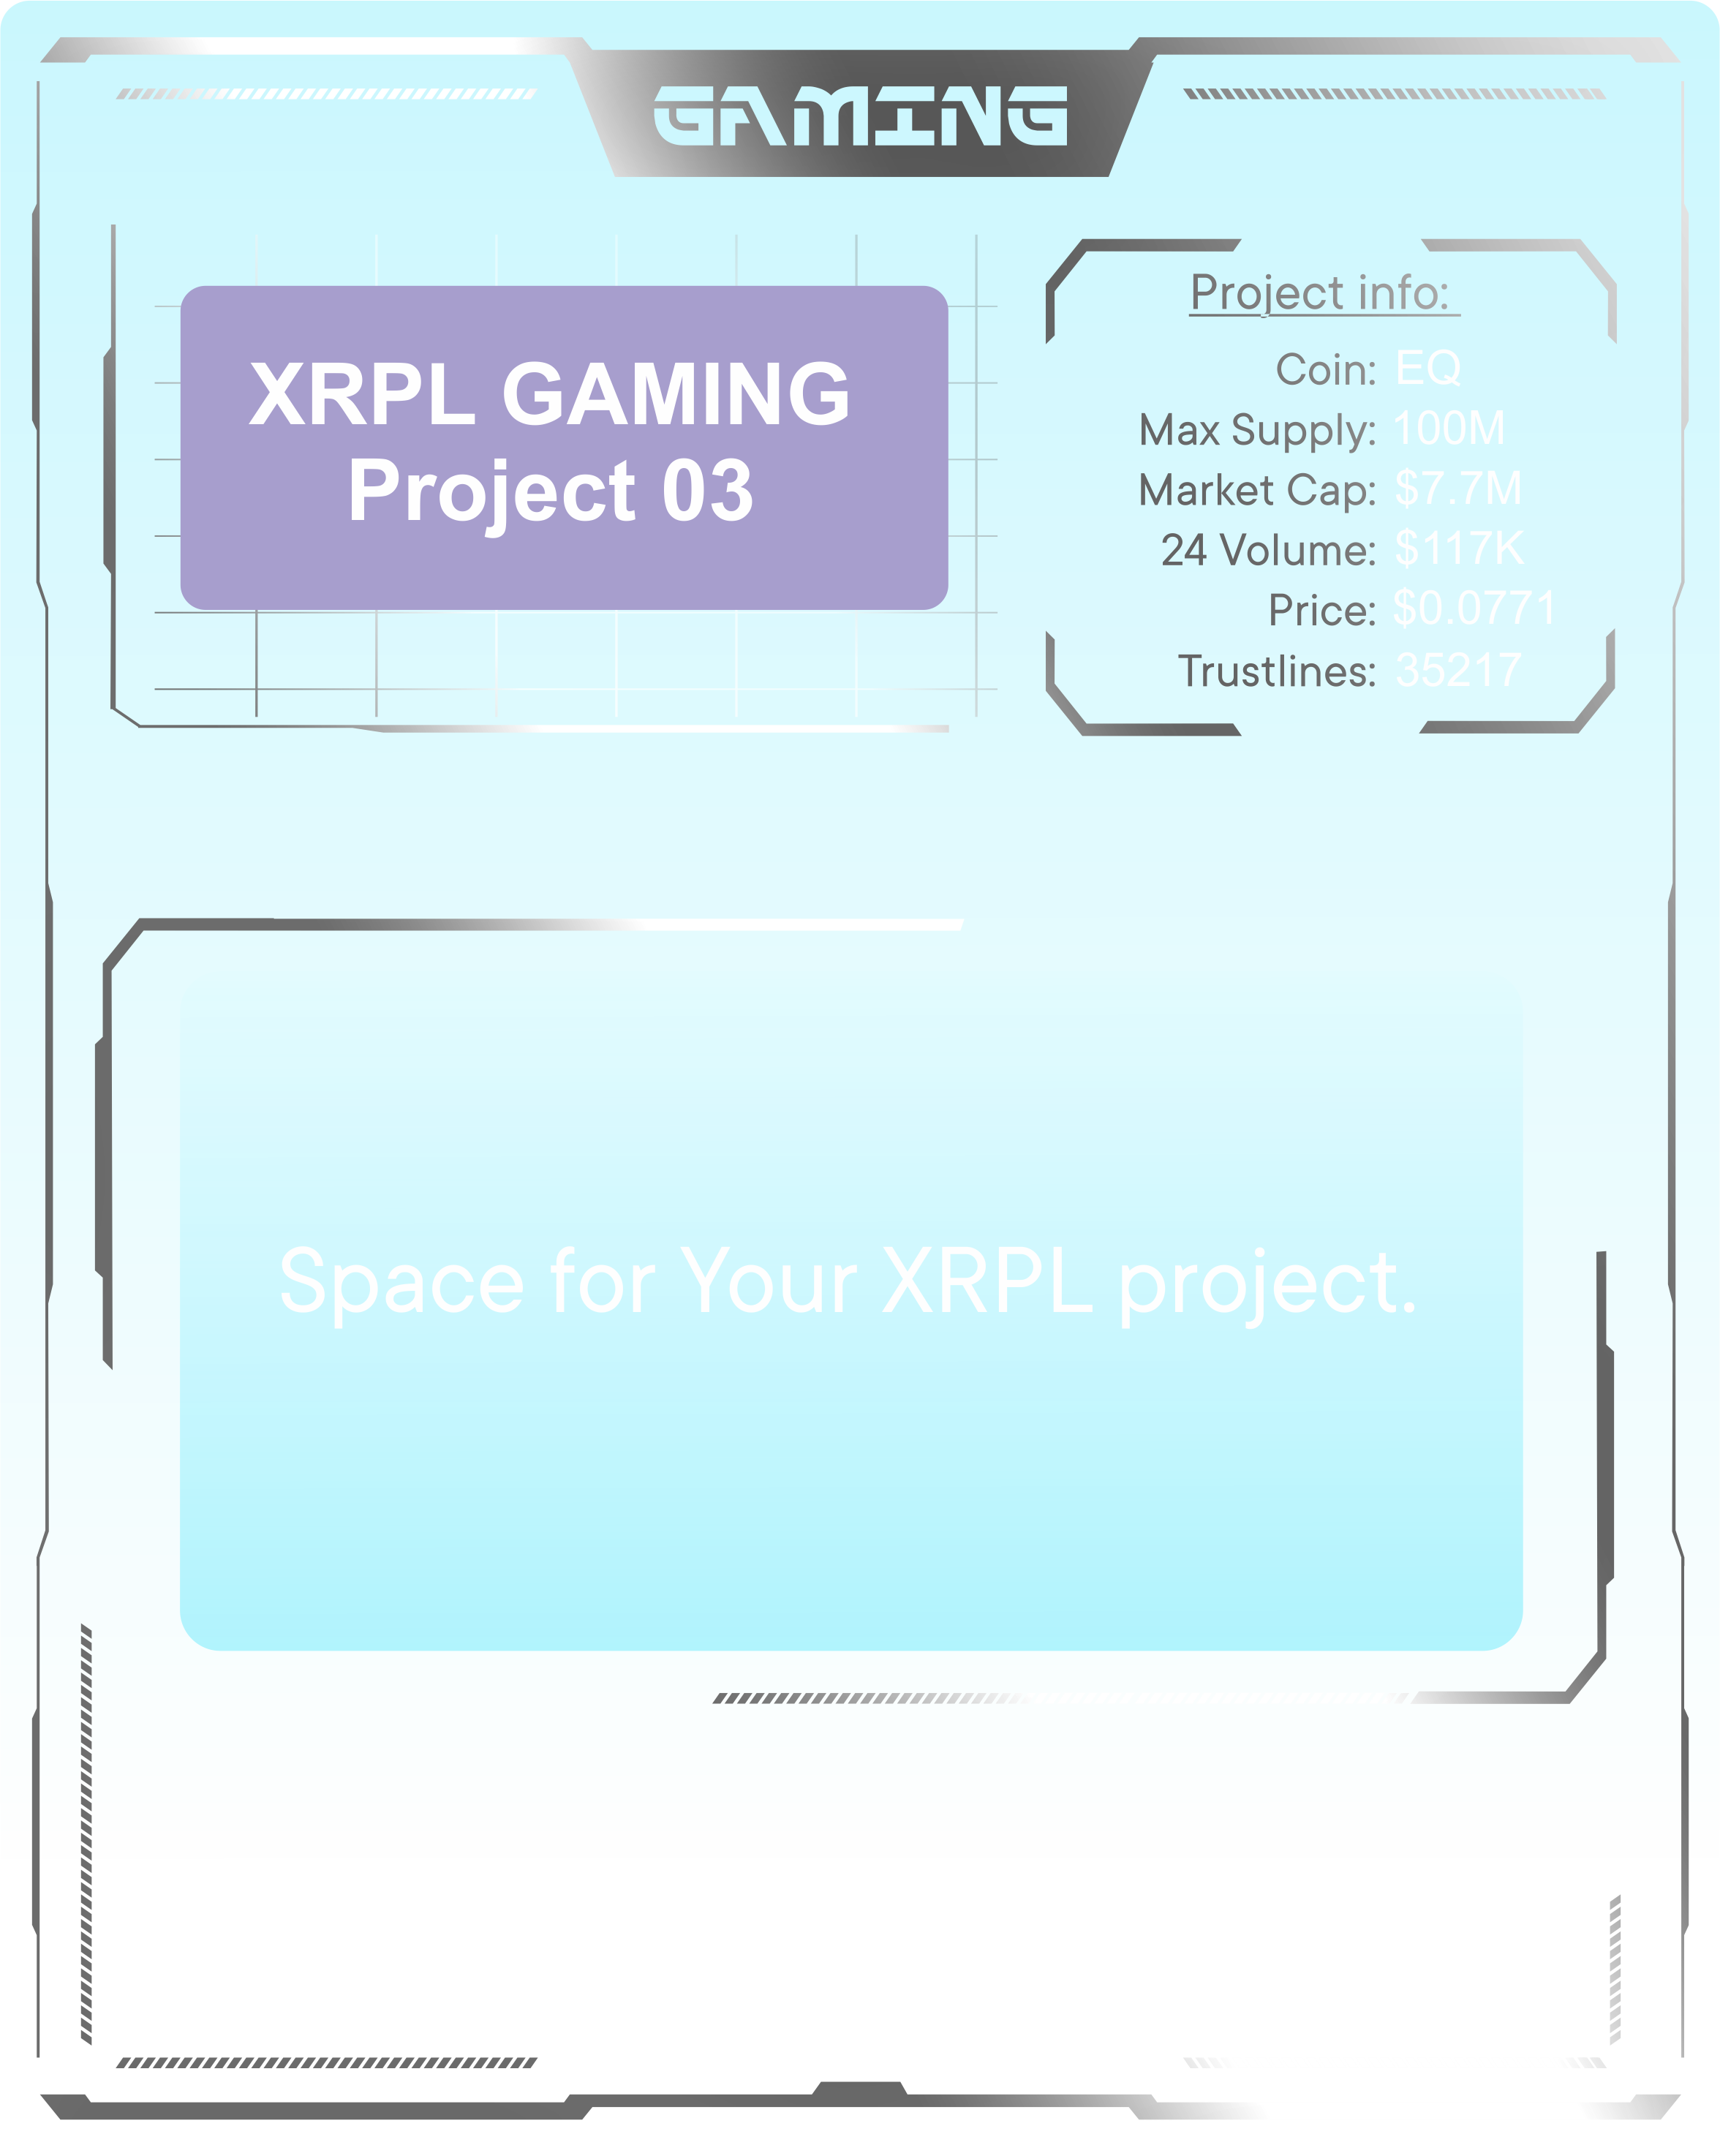 GAMING
XRPL GAMING
Project 03
Project info:
Coin: EQ
Max Supply: 100M
Market Cap: $7.7M
24 Volume: $117K
Price: $0.0771
Trustlines: 35217
Space for Your XRPL project.